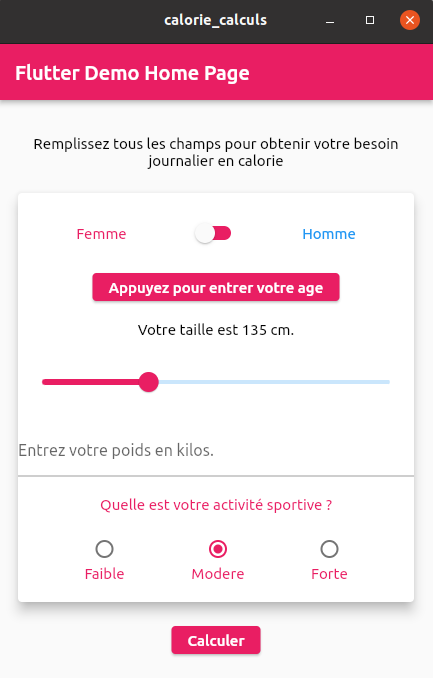 calorie_calculs
Flutter Demo Home Page
Remplissez tous les champs pour obtenir votre besoin
journalier en calorie
Femme
Homme
Appuyez pour entrer votre age
Votre taille est 135 cm.
Entrez votre poids en kilos.
Quelle est votre activité sportive ?
Faible
Modere
Forte
Calculer